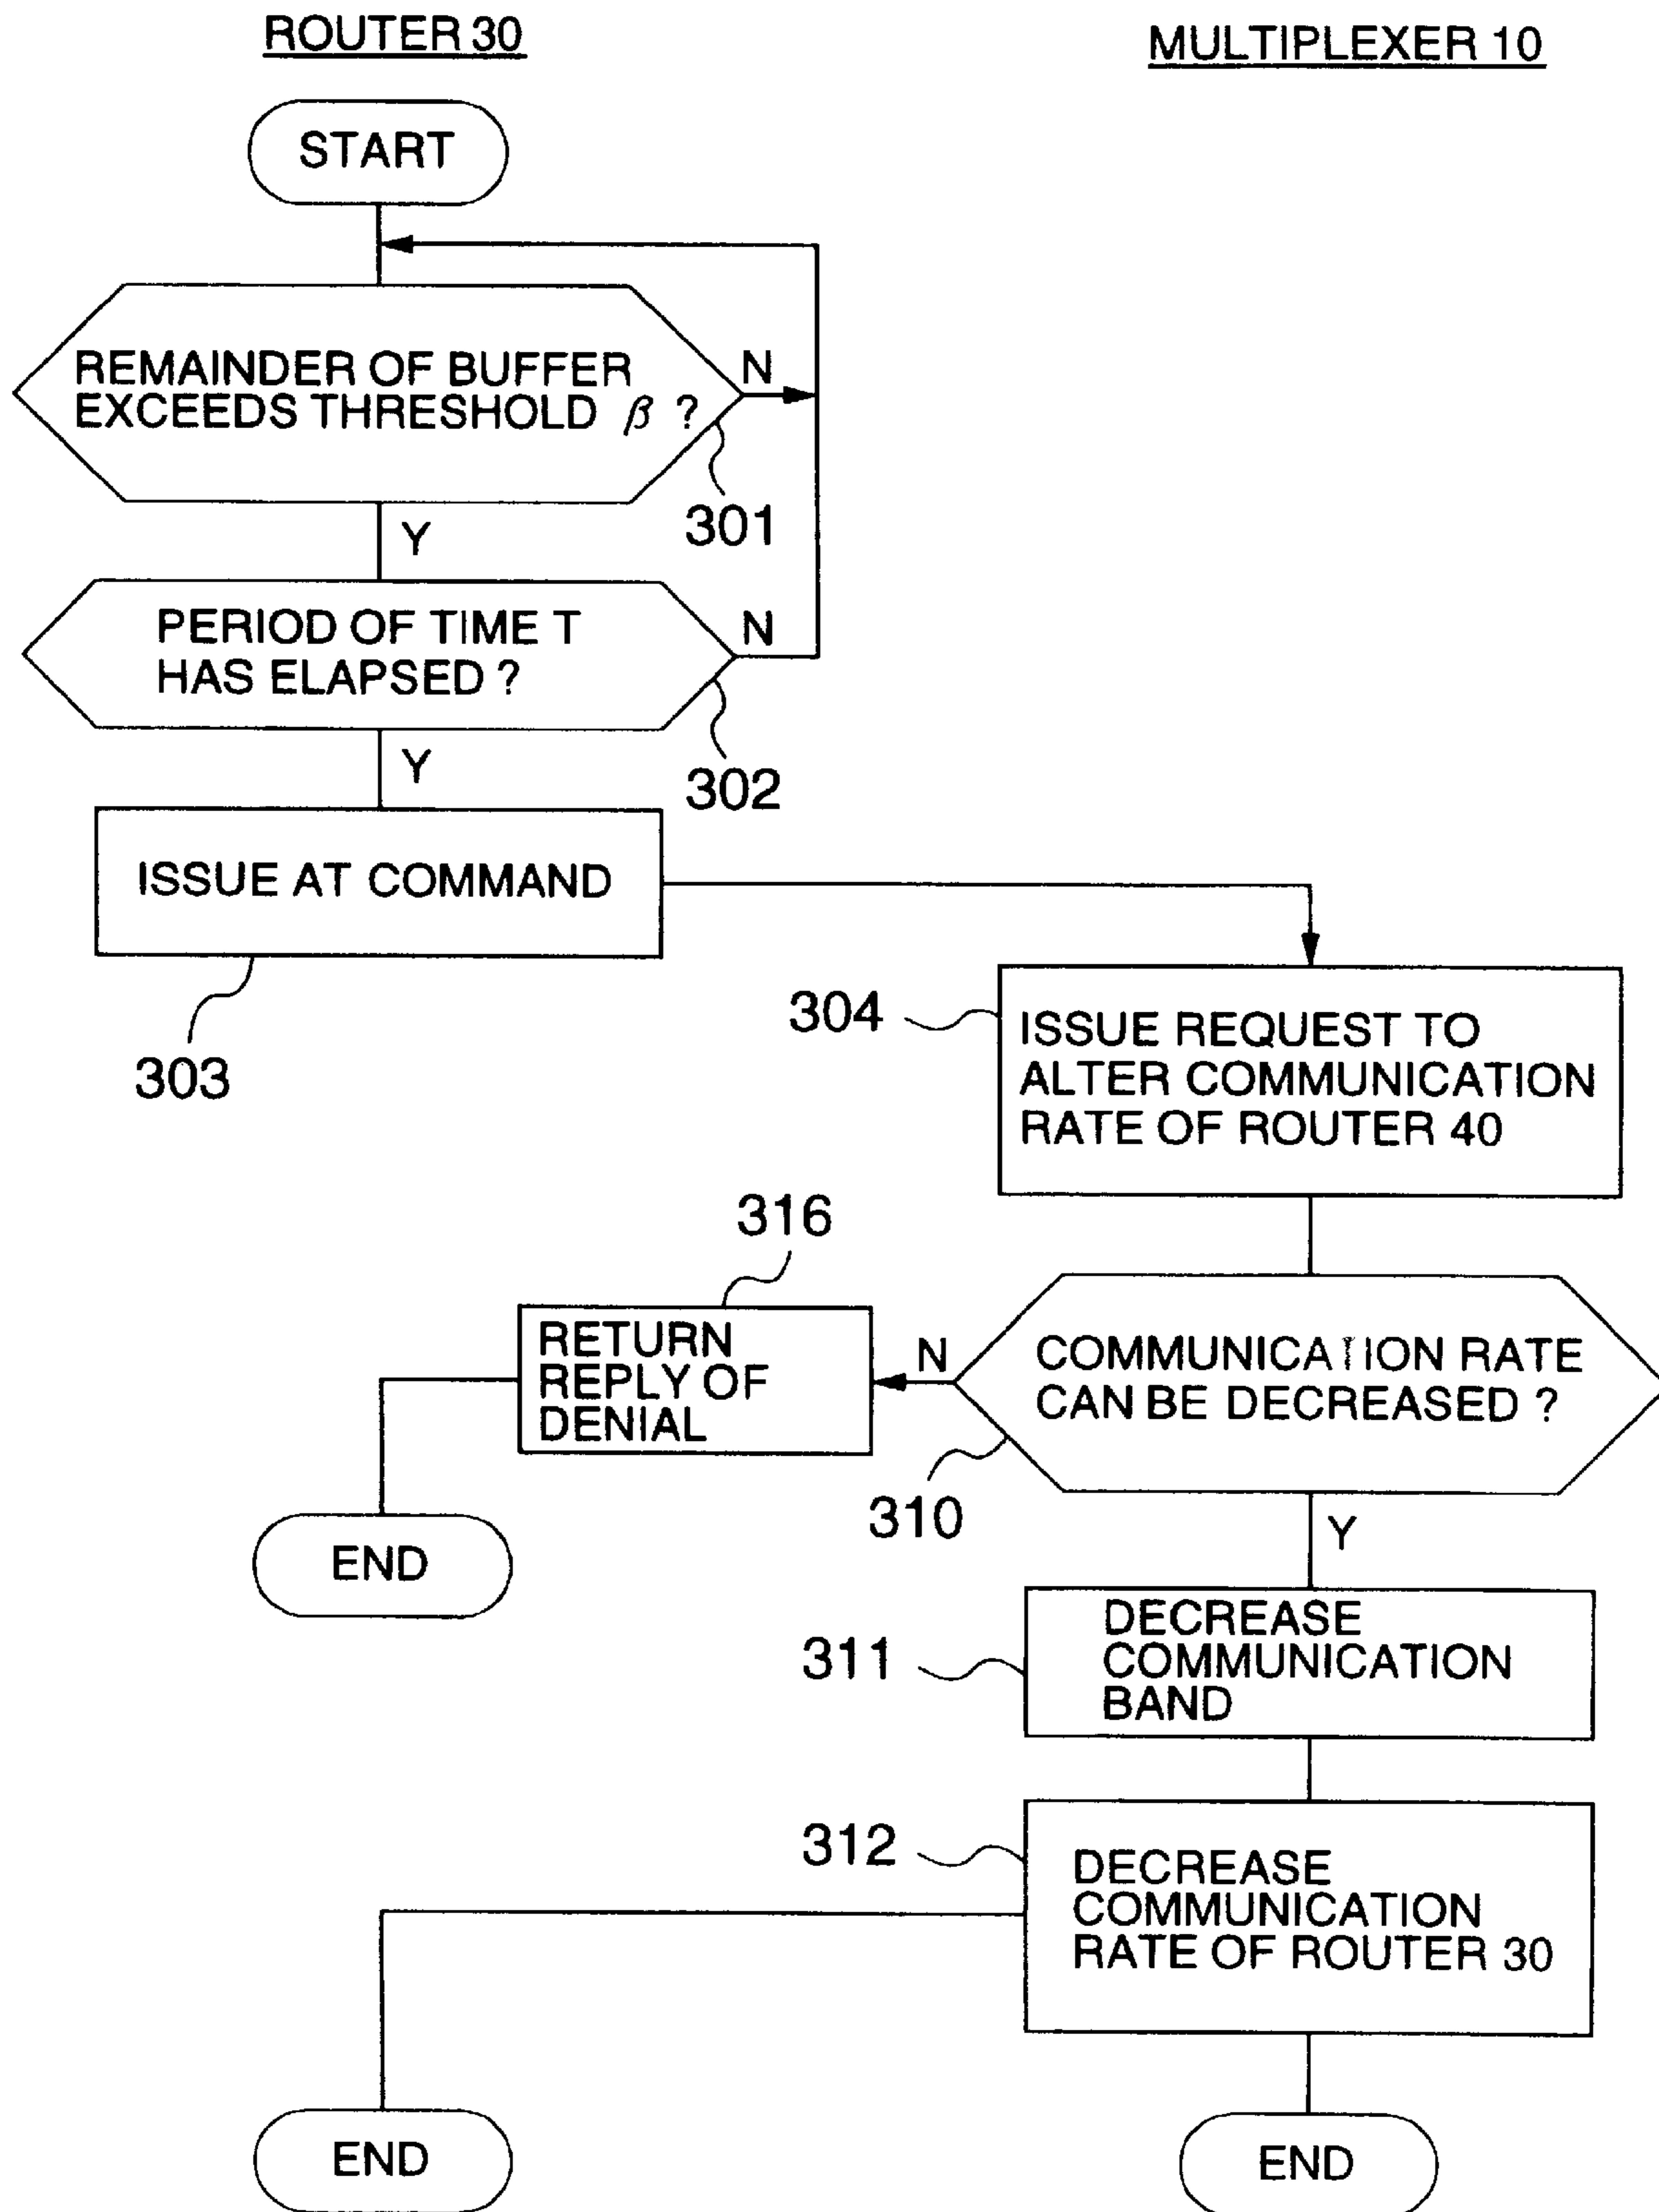 ROUTER 30
MULTIPLEXER 10
START
REMAINDER OF BUFFER
EXCEEDS THRESHOLD β ?
N
301
Y
PERIOD OF TIME T
HAS ELAPSED ?
N
302
Y
ISSUE AT COMMAND
303
304
ISSUE REQUEST TO
ALTER COMMUNICATION
RATE OF ROUTER 40
316
RETURN
REPLY OF
DENIAL
N
COMMUNICATION RATE
CAN BE DECREASED ?
310
END
Y
311
DECREASE
COMMUNICATION
BAND
312
DECREASE
COMMUNICATION
RATE OF ROUTER 30
END
END